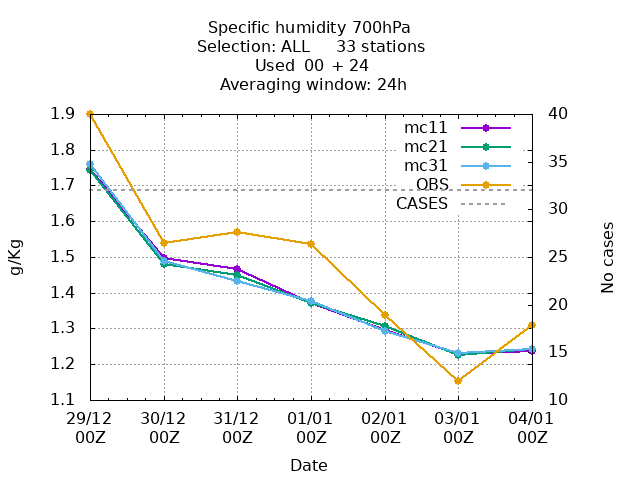 Specific humidity 700hPa
Selection: ALL 33 stations
Used 00 + 24
Averaging window: 24h
1.9
1.8
1.7
1.6
1.5
1.4
1.3
1.2
1.1
g/Kg
mc11
mc21
mc31
OBS
CASES
40
35
30
25
20
15
10
No cases
29/12 30/12 31/12 01/01 02/01 03/01 04/01
00Z 00Z 00Z 00Z 00Z 00Z 00Z
Date